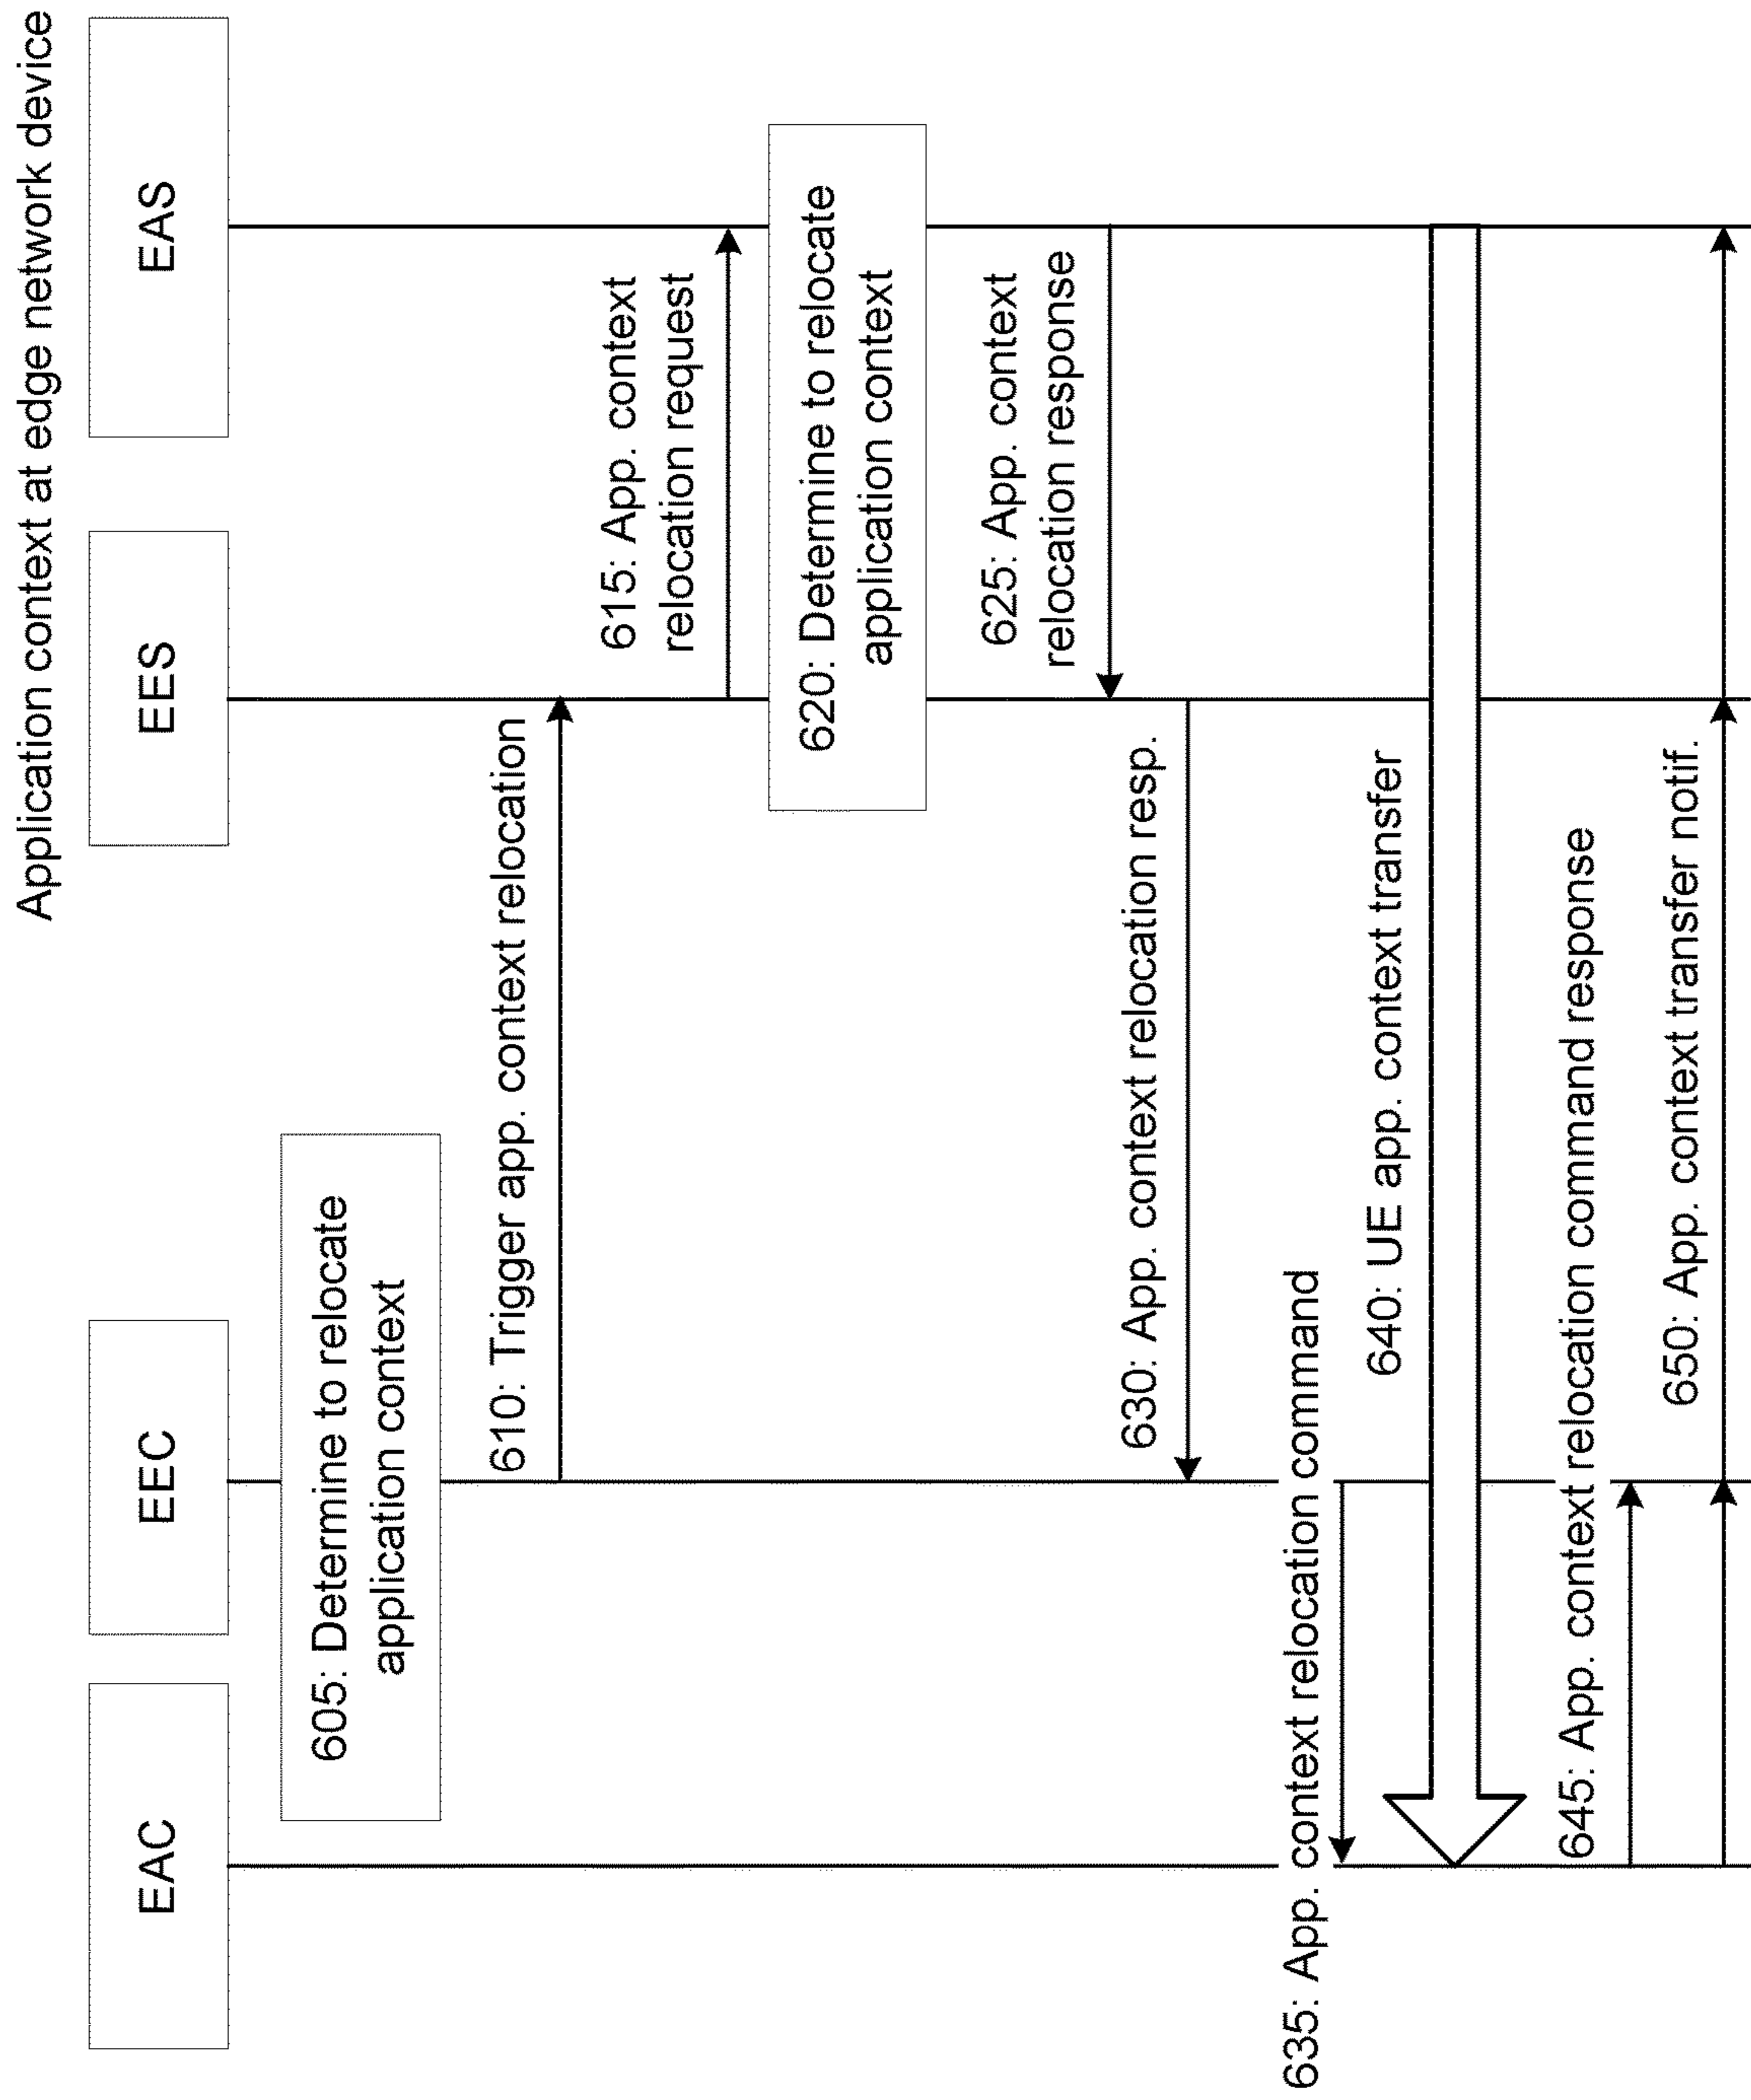 Application context at edge network device
EAC
EEC
EES
EAS
605: Determine to relocate
application context
610: Trigger app. context relocation
615: App. context
relocation request
620: Determine to relocate
application context
625: App. context
relocation response
630: App. context relocation resp.
635: App. context relocation command
640: UE app. context transfer
645: App. context relocation command response
650: App. context transfer notif.